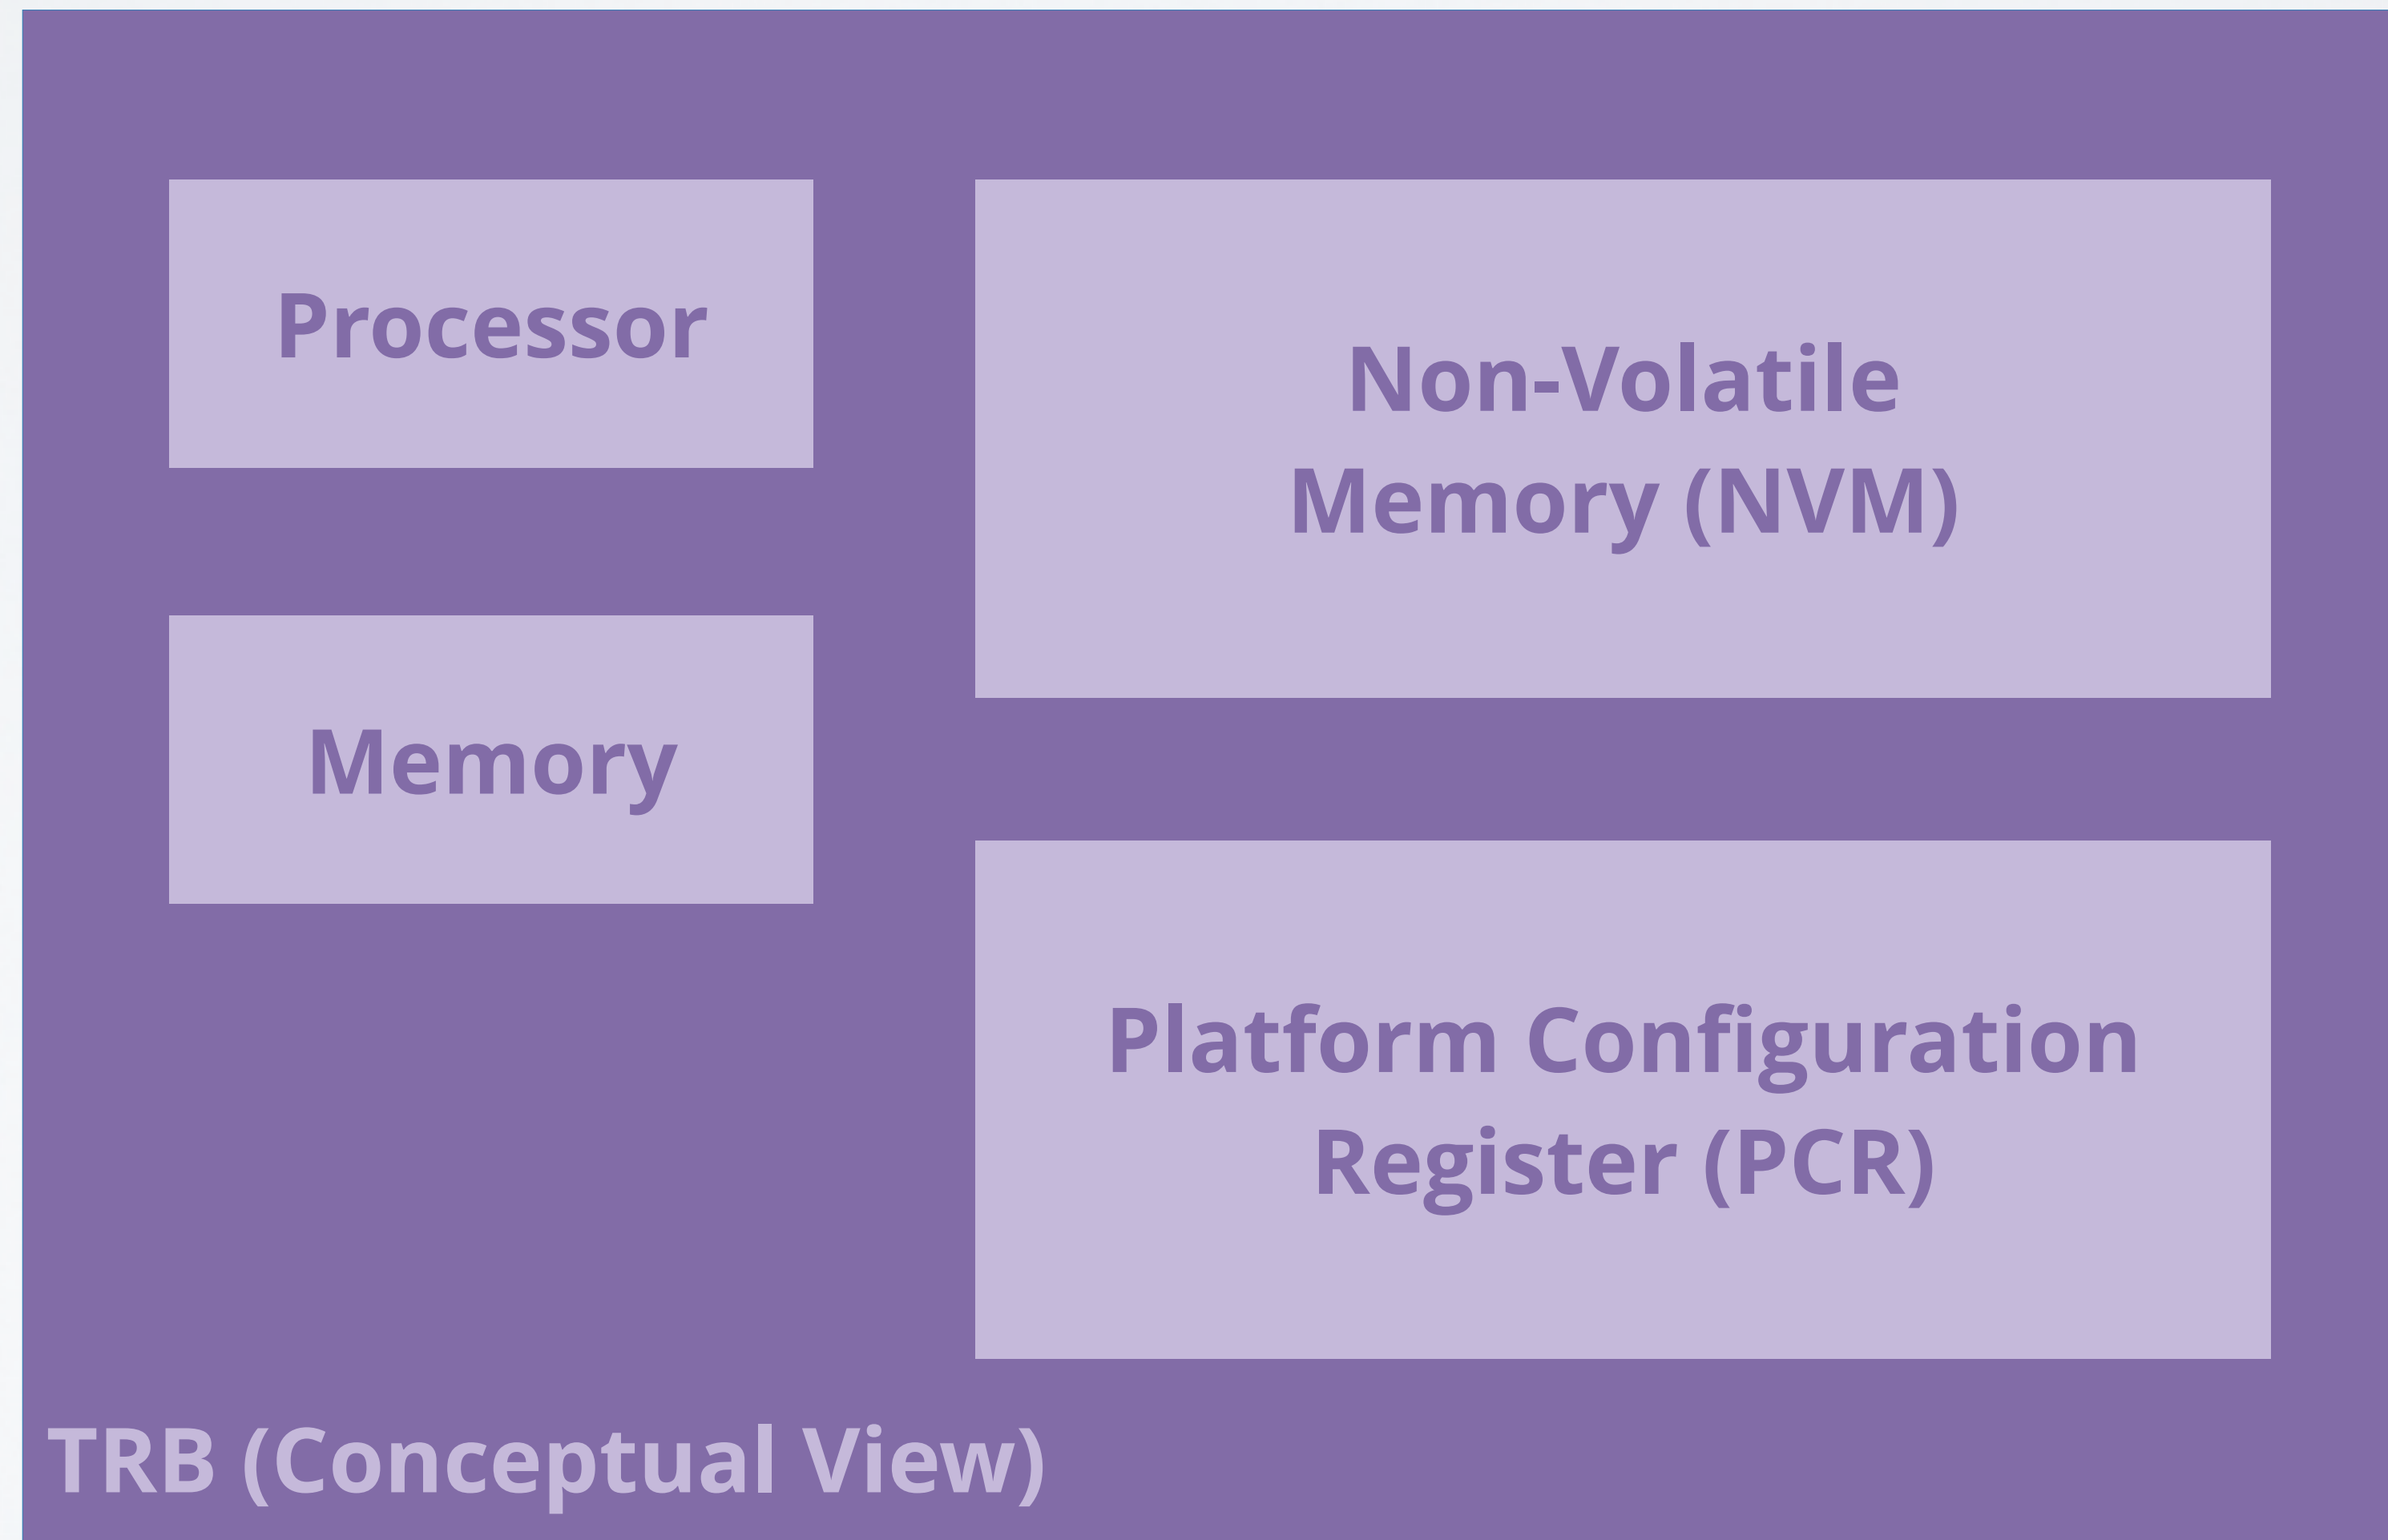 Processor
Memory
Non-Volatile
Memory (NVM)
Platform Configuration
Register (PCR)
TRB (Conceptual View)